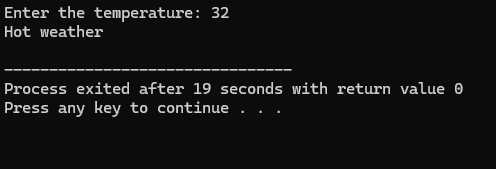 Enter the temperature: 32
Hot weather
--------------------------------
Process exited after 19 seconds with return value 0
Press any key to continue . . .